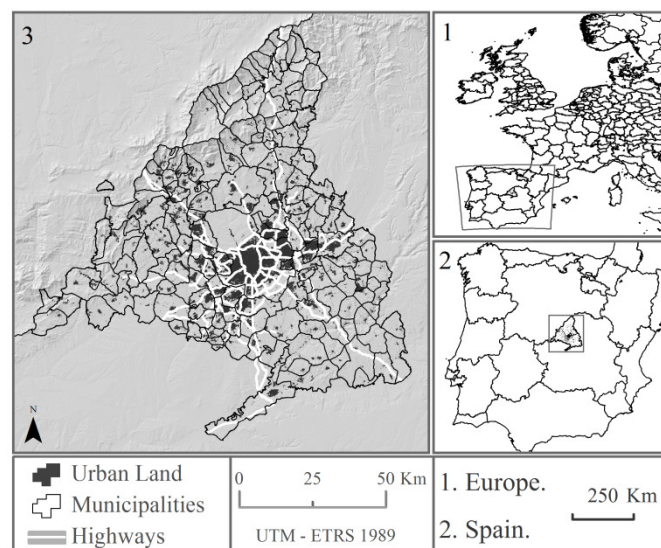 3
1
2
N
Urban Land
Municipalities
Highways
0 25 50 Km
UTM - ETRS 1989
1. Europe.
2. Spain.
250 Km